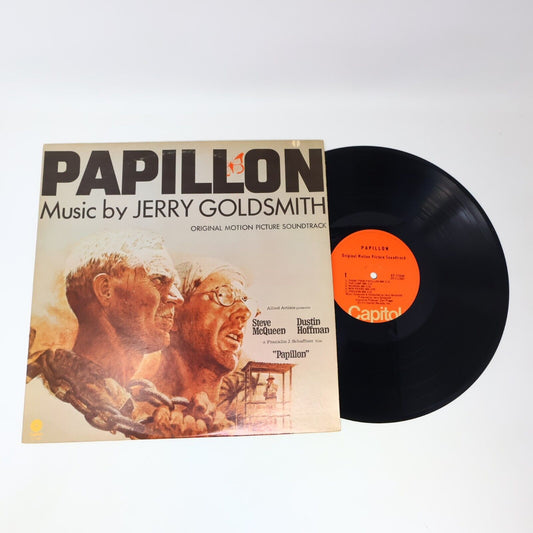 PAPILLON
Music by JERRY GOLDSMITH
ORIGINAL MOTION PICTURE SOUNDTRACK
Allied Artists presents
Steve McQueen
Dustin Hoffman
a Franklin J. Schaffner film
"Papillon"
PAPILLON
Original Motion Picture Soundtrack
1
Capitol